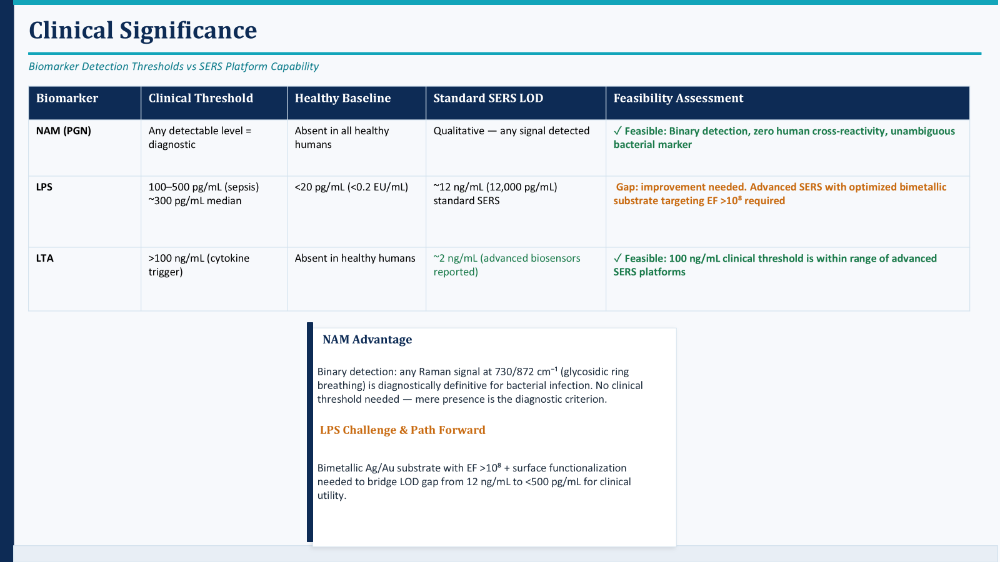 Clinical Significance
Biomarker Detection Thresholds vs SERS Platform Capability
Biomarker
Clinical Threshold
Healthy Baseline
Standard SERS LOD
Feasibility Assessment
NAM (PGN)
Any detectable level =
diagnostic
Absent in all healthy
humans
Qualitative — any signal detected
✓ Feasible: Binary detection, zero human cross-reactivity, unambiguous
bacterial marker
LPS
100–500 pg/mL (sepsis)
~300 pg/mL median
<20 pg/mL (<0.2 EU/mL)
~12 ng/mL (12,000 pg/mL)
standard SERS
Gap: improvement needed. Advanced SERS with optimized bimetallic
substrate targeting EF >10⁸ required
LTA
>100 ng/mL (cytokine
trigger)
Absent in healthy humans
~2 ng/mL (advanced biosensors
reported)
✓ Feasible: 100 ng/mL clinical threshold is within range of advanced
SERS platforms
NAM Advantage
Binary detection: any Raman signal at 730/872 cm⁻¹ (glycosidic ring
breathing) is diagnostically definitive for bacterial infection. No clinical
threshold needed — mere presence is the diagnostic criterion.
LPS Challenge & Path Forward
Bimetallic Ag/Au substrate with EF >10⁸ + surface functionalization
needed to bridge LOD gap from 12 ng/mL to <500 pg/mL for clinical
utility.